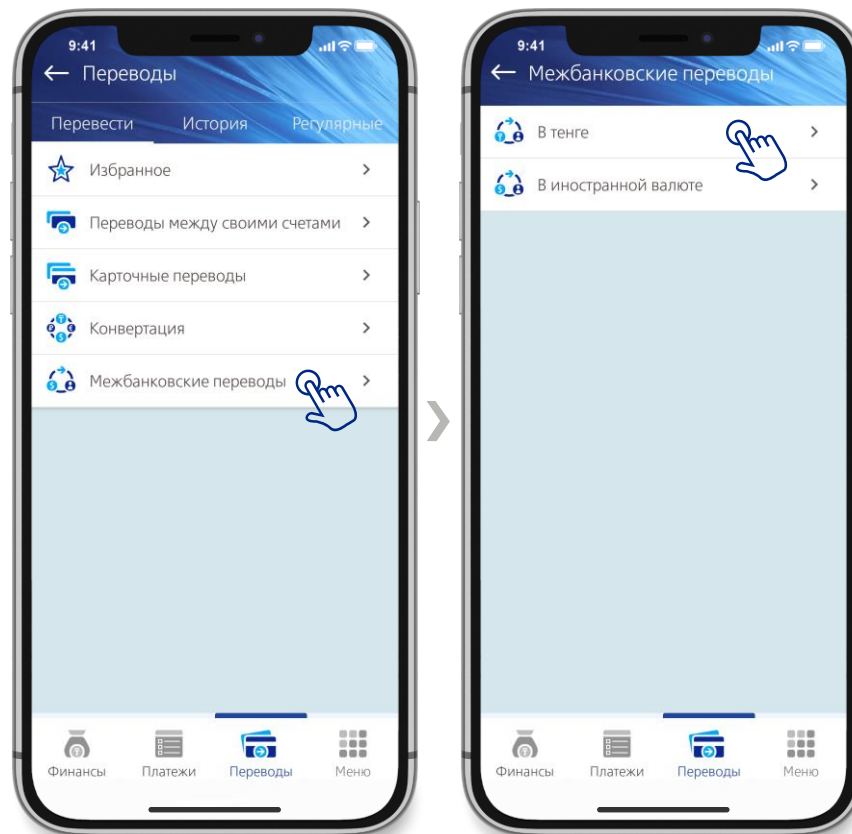 9:41
Переводы
Перевести История Регулярные
Избранное
Переводы между своими счетами
Карточные переводы
Конвертация
Межбанковские переводы
Финансы Платежи Переводы Меню
9:41
Межбанковские переводы
В тенге
В иностранной валюте
Финансы Платежи Переводы Меню